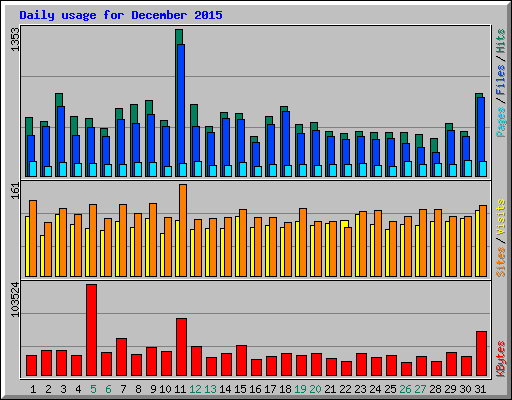 Daily usage for December 2015
1353
Pages / Files / Hits
161
Sites / Visits
103524
KBytes
1 2 3 4 5 6 7 8 9 10 11 12 13 14 15 16 17 18 19 20 21 22 23 24 25 26 27 28 29 30 31